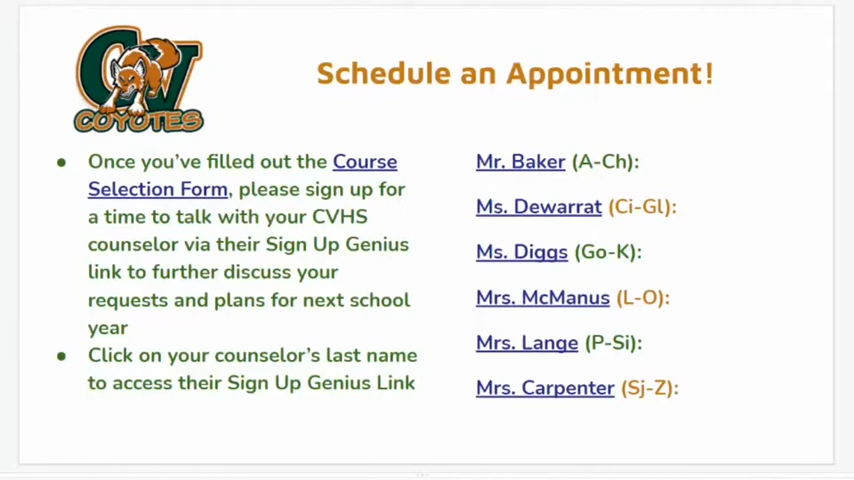 CV
COYOTES
Schedule an Appointment!
● Once you've filled out the Course
Selection Form, please sign up for
a time to talk with your CVHS
counselor via their Sign Up Genius
link to further discuss your
requests and plans for next school
year
● Click on your counselor's last name
to access their Sign Up Genius Link
Mr. Baker (A-Ch):
Ms. Dewarrat (Ci-Gl):
Ms. Diggs (Go-K):
Mrs. McManus (L-O):
Mrs. Lange (P-Si):
Mrs. Carpenter (Sj-Z):